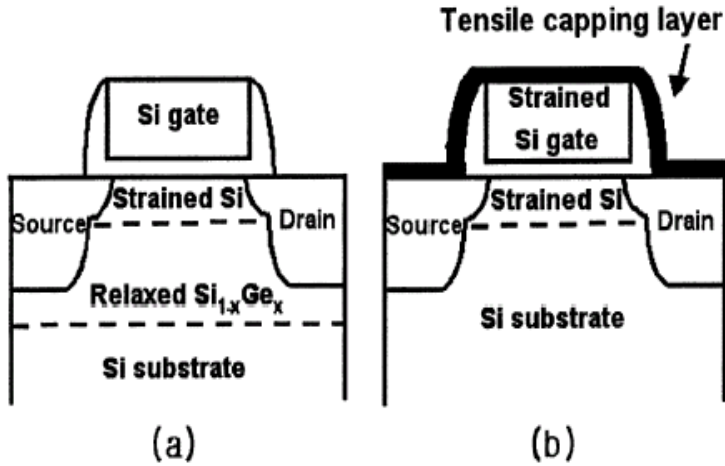 Tensile capping layer
Si gate
Strained
Si gate
Strained Si
Source
Drain
Relaxed Si₁₋ₓGeₓ
Si substrate
(a)
Strained Si
Source
Drain
Si substrate
(b)